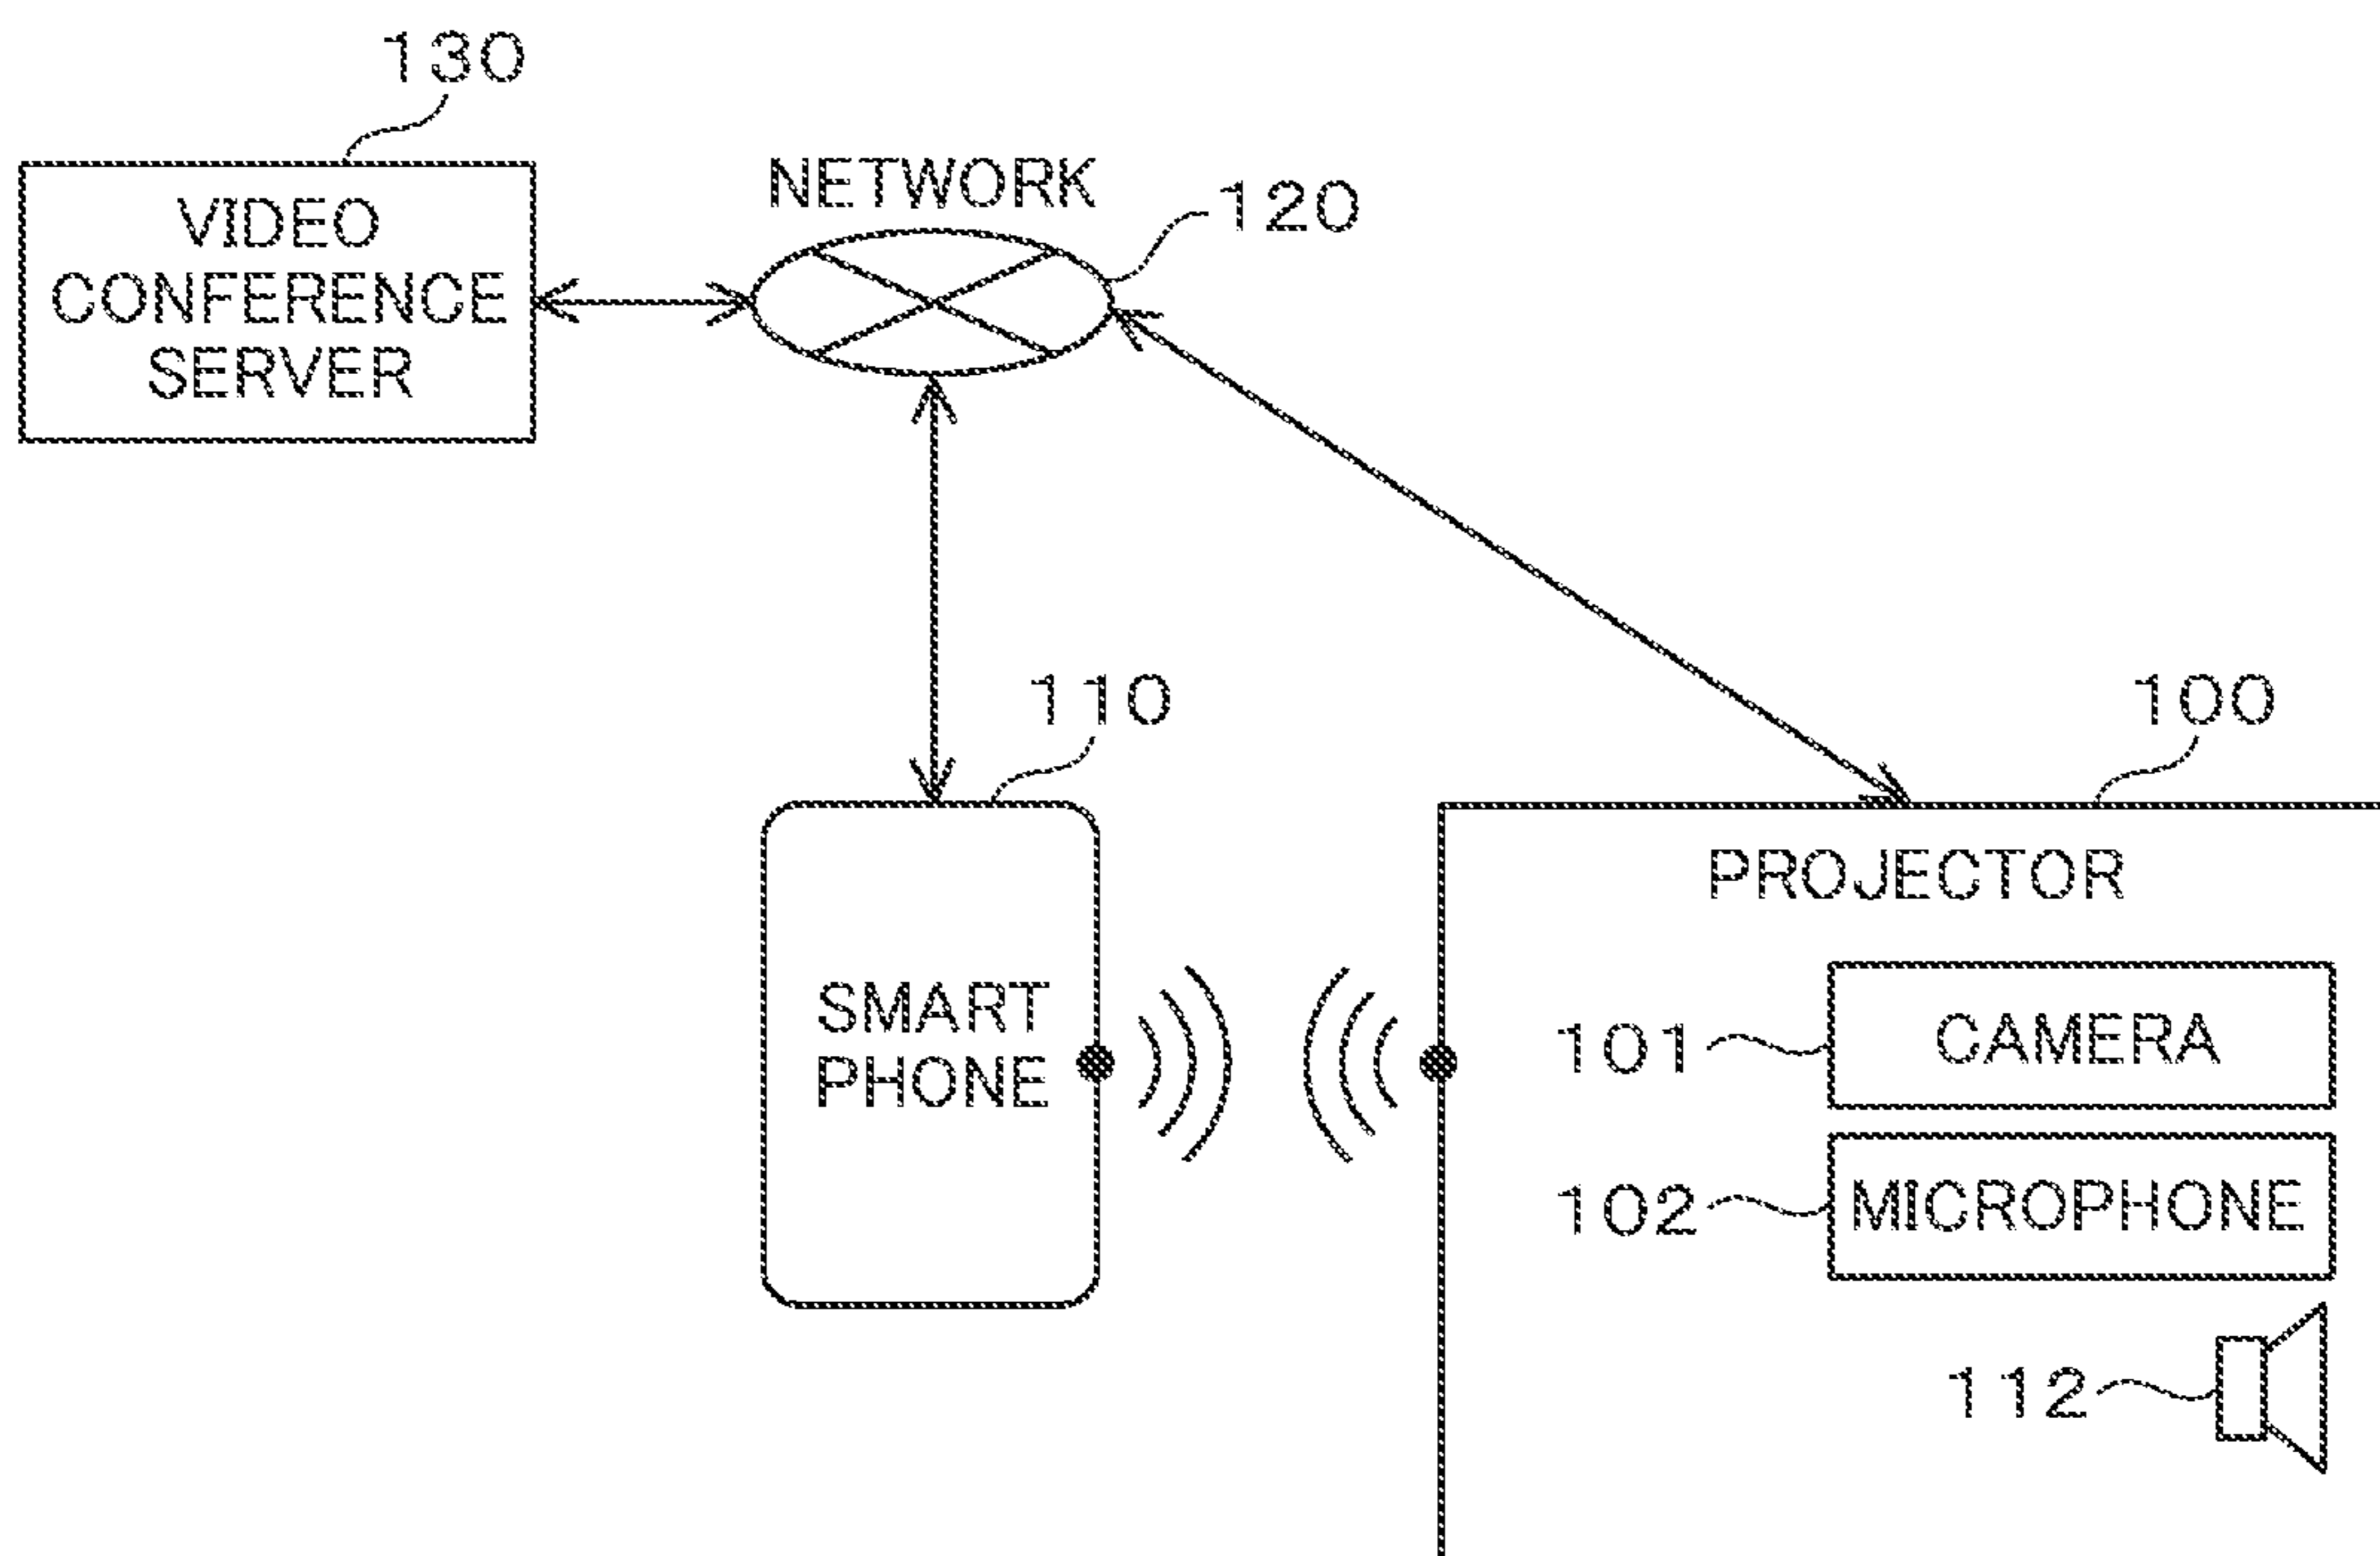 130
VIDEO
CONFERENCE
SERVER
NETWORK
120
110
100
SMART
PHONE
PROJECTOR
101
CAMERA
102
MICROPHONE
112